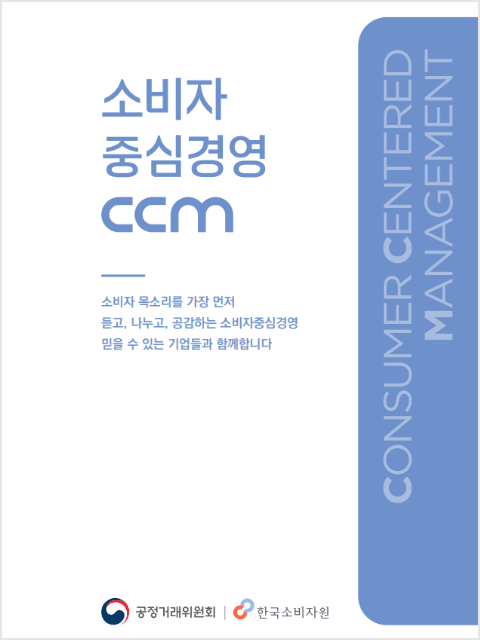 소비자
중심경영
ccm
소비자 목소리를 가장 먼저
듣고, 나누고, 공감하는 소비자중심경영
믿을 수 있는 기업들과 함께합니다
CONSUMER CENTERED
MANAGEMENT
공정거래위원회 | 한국소비자원